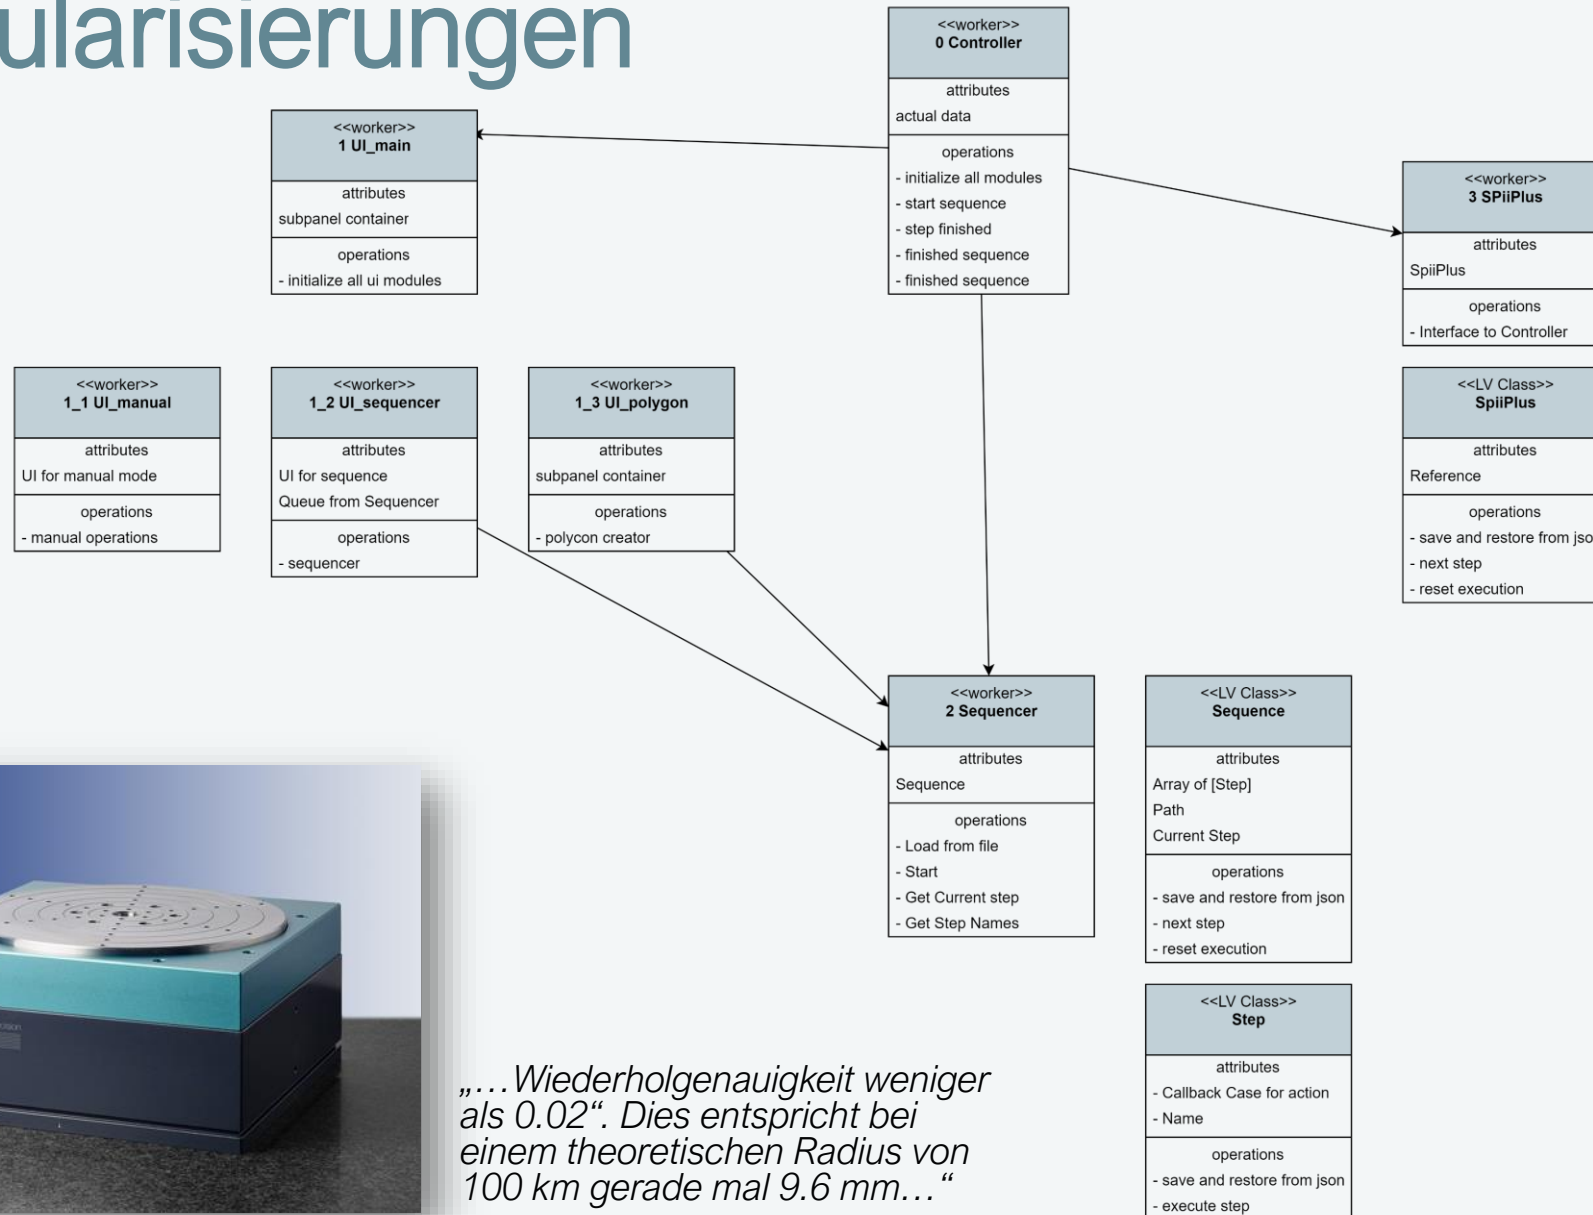 ularisierungen
<<worker>>
0 Controller
attributes
actual data
operations
- initialize all modules
- start sequence
- step finished
- finished sequence
- finished sequence
<<worker>>
1 UI_main
attributes
subpanel container
operations
- initialize all ui modules
<<worker>>
3 SPiiPlus
attributes
SpiiPlus
operations
- Interface to Controller
<<worker>>
1_1 UI_manual
attributes
UI for manual mode
operations
- manual operations
<<worker>>
1_2 UI_sequencer
attributes
UI for sequence
Queue from Sequencer
operations
- sequencer
<<worker>>
1_3 UI_polygon
attributes
subpanel container
operations
- polycon creator
<<LV Class>>
SpiiPlus
attributes
Reference
operations
- save and restore from jso
- next step
- reset execution
<<worker>>
2 Sequencer
attributes
Sequence
operations
- Load from file
- Start
- Get Current step
- Get Step Names
<<LV Class>>
Sequence
attributes
Array of [Step]
Path
Current Step
operations
- save and restore from json
- next step
- reset execution
<<LV Class>>
Step
attributes
- Callback Case for action
- Name
operations
- save and restore from json
- execute step
„…Wiederholgenauigkeit weniger
als 0.02“. Dies entspricht bei
einem theoretischen Radius von
100 km gerade mal 9.6 mm…“